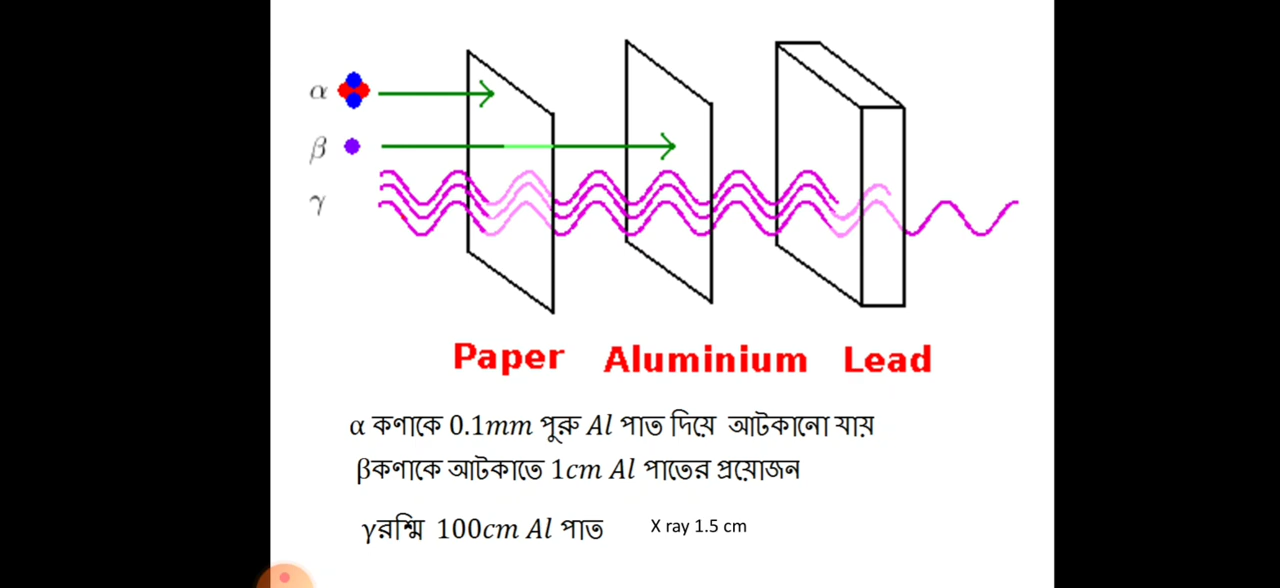 α
β
γ
Paper Aluminium Lead
α কণাকে 0.1mm পুরু Al পাত দিয়ে আটকানো যায়
βকণাকে আটকাতে 1cm Al পাতের প্রয়োজন
γরশ্মি 100cm Al পাত X ray 1.5 cm